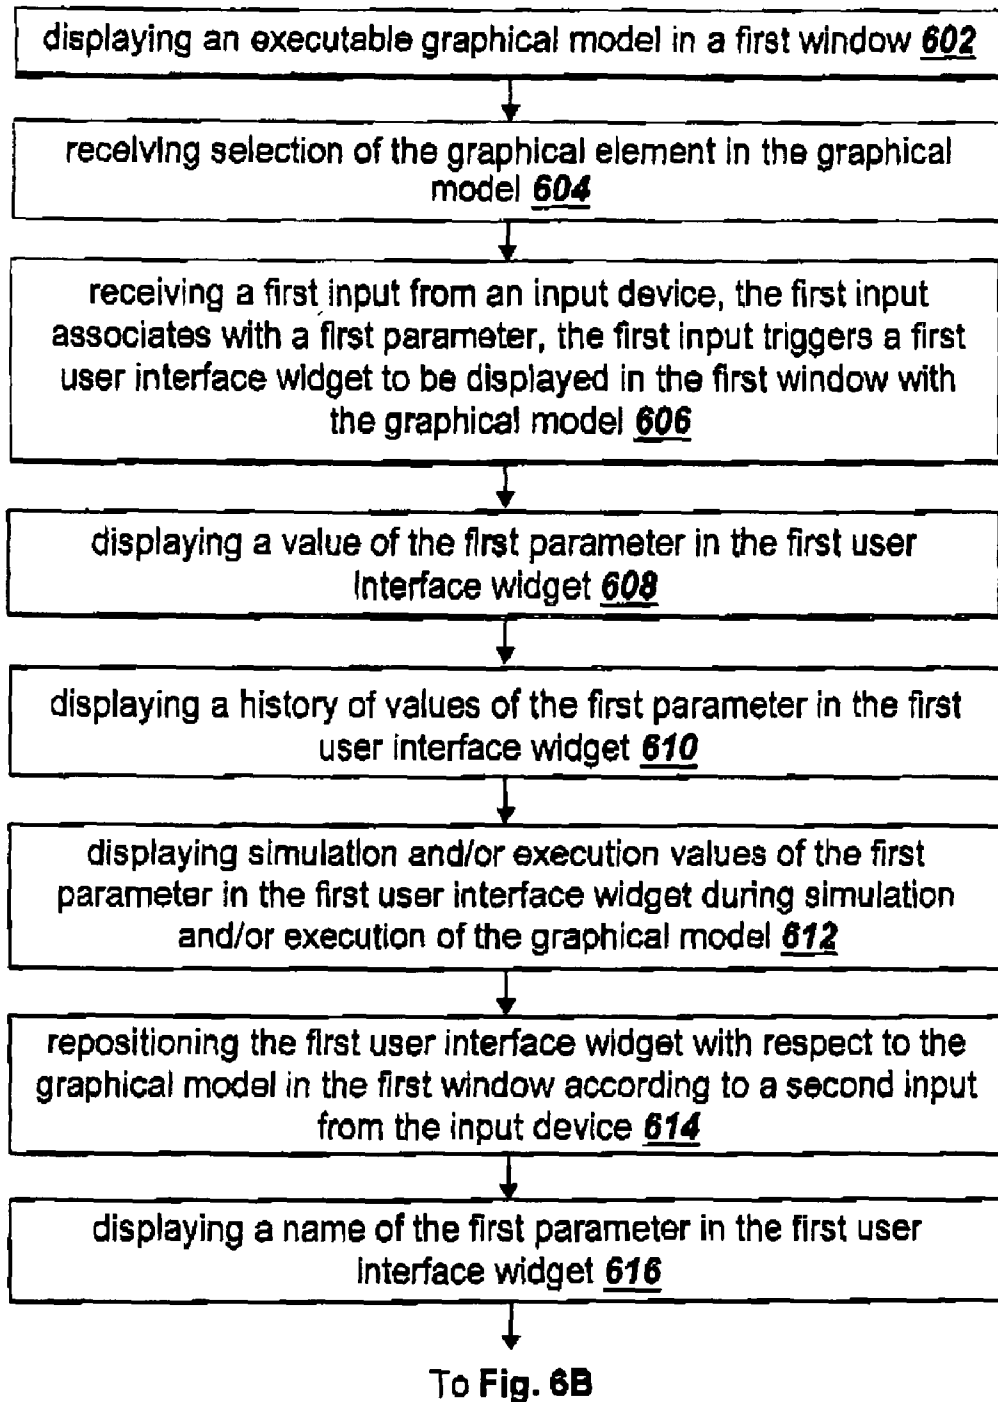 displaying an executable graphical model in a first window 602
receiving selection of the graphical element in the graphical
model 604
receiving a first input from an input device, the first input
associates with a first parameter, the first input triggers a first
user interface widget to be displayed in the first window with
the graphical model 606
displaying a value of the first parameter in the first user
interface widget 608
displaying a history of values of the first parameter in the first
user interface widget 610
displaying simulation and/or execution values of the first
parameter in the first user interface widget during simulation
and/or execution of the graphical model 612
repositioning the first user interface widget with respect to the
graphical model in the first window according to a second input
from the input device 614
displaying a name of the first parameter in the first user
interface widget 616
To Fig. 6B